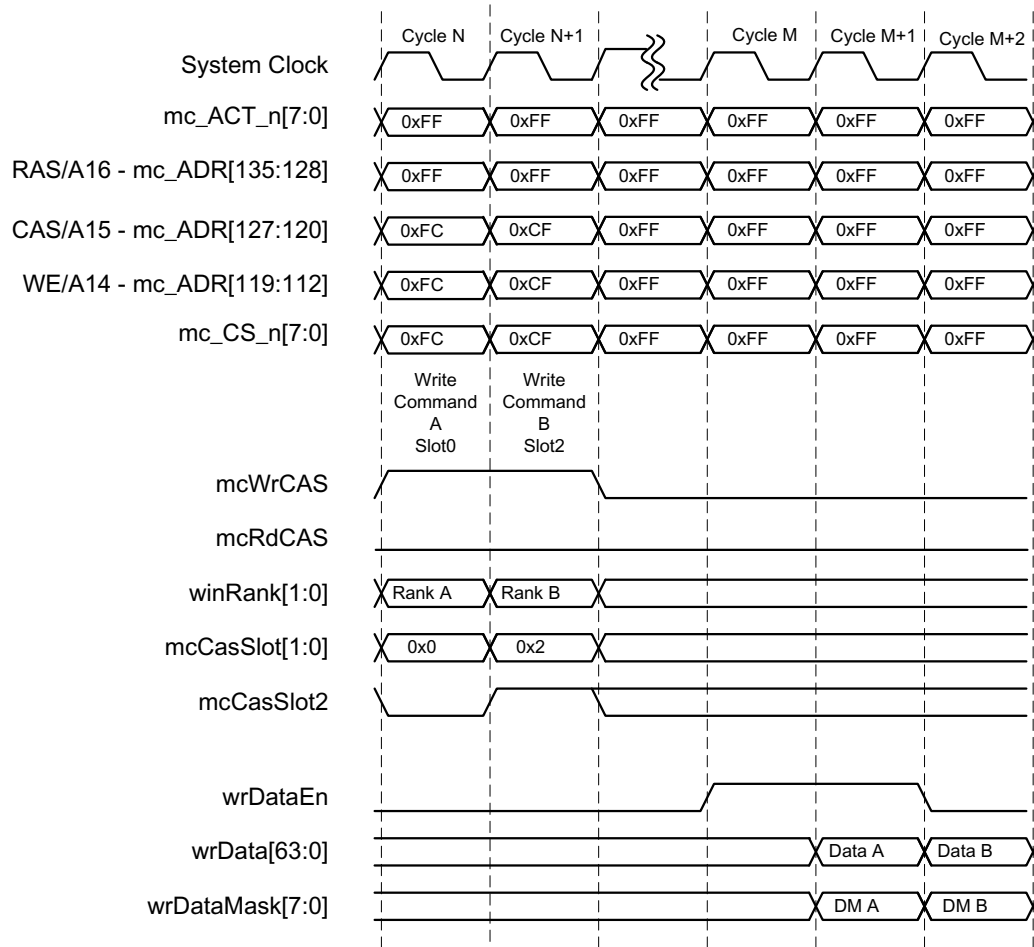 Cycle N Cycle N+1 Cycle M Cycle M+1 Cycle M+2
System Clock
mc_ACT_n[7:0] 0xFF 0xFF 0xFF 0xFF 0xFF 0xFF
RAS/A16 - mc_ADR[135:128] 0xFF 0xFF 0xFF 0xFF 0xFF 0xFF
CAS/A15 - mc_ADR[127:120] 0xFC 0xCF 0xFF 0xFF 0xFF 0xFF
WE/A14 - mc_ADR[119:112] 0xFC 0xCF 0xFF 0xFF 0xFF 0xFF
mc_CS_n[7:0] 0xFC 0xCF 0xFF 0xFF 0xFF 0xFF
Write Write
Command Command
A B
Slot0 Slot2
mcWrCAS
mcRdCAS
winRank[1:0] Rank A Rank B
mcCasSlot[1:0] 0x0 0x2
mcCasSlot2
wrDataEn
wrData[63:0] Data A Data B
wrDataMask[7:0] DM A DM B